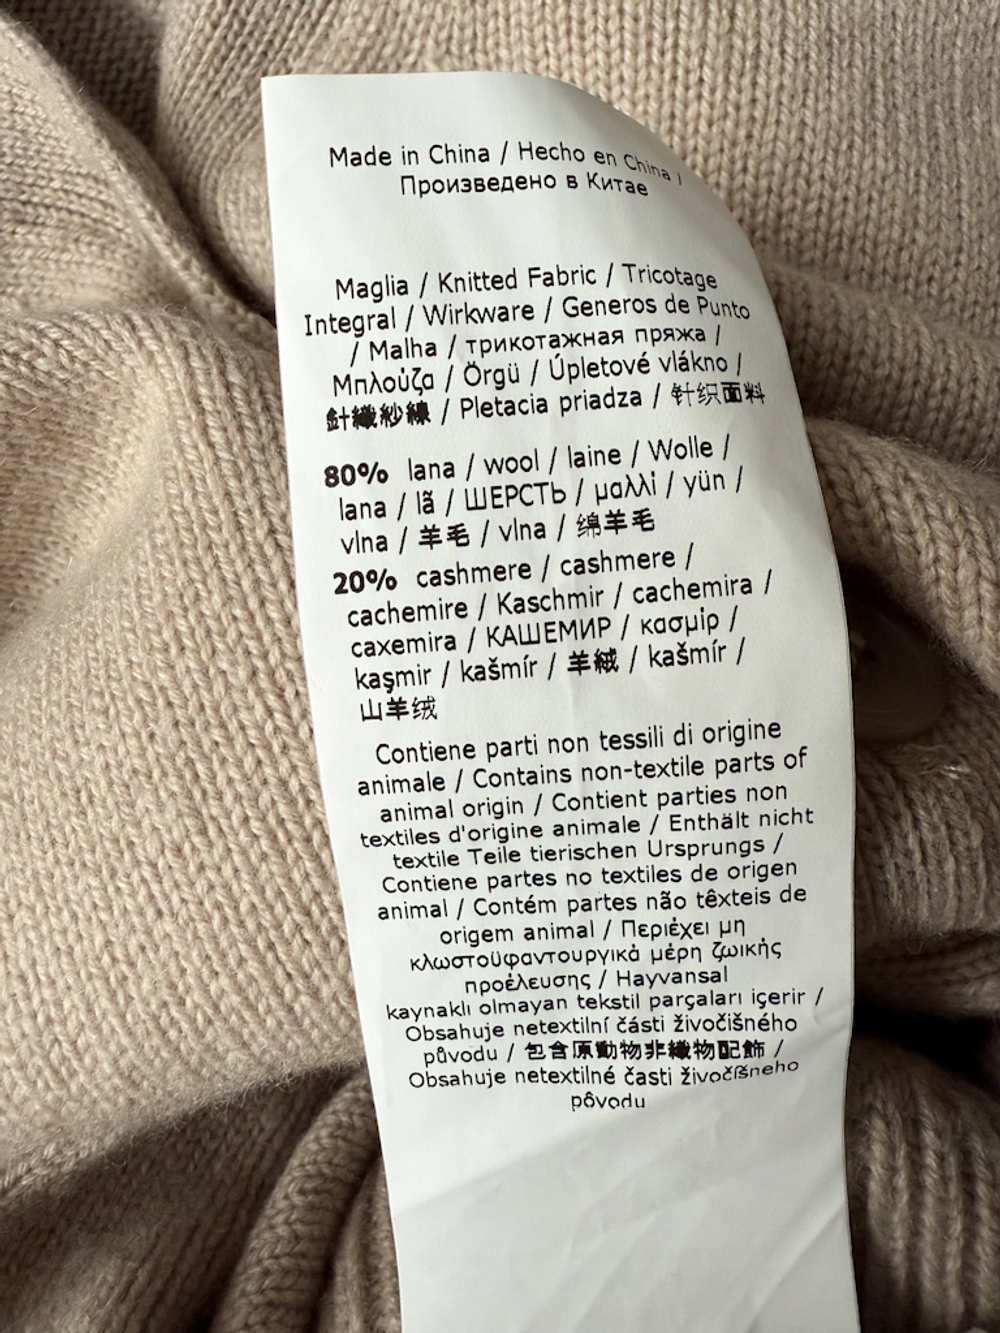 Made in China / Hecho en China /
Произведено в Китае
Maglia / Knitted Fabric / Tricotage
Integral / Wirkware / Generos de Punto
/ Malha / трикотажная пряжа /
Μπλούζα / Örgü / Úpletové vlákno /
針織紗線 / Pletacia priadza / 针织面料
80% lana / wool / laine / Wolle /
lana / lã / ШЕРСТЬ / μαλλί / yün /
vlna / 羊毛 / vlna / 绵羊毛
20% cashmere / cashmere /
cachemire / Kaschmir / cachemira /
caxemira / КАШЕМИР / κασμίρ /
kaşmir / kašmír / 羊絨 / kašmír /
山羊绒
Contiene parti non tessili di origine
animale / Contains non-textile parts of
animal origin / Contient parties non
textiles d'origine animale / Enthält nicht
textile Teile tierischen Ursprungs /
Contiene partes no textiles de origen
animal / Contém partes não têxteis de
origem animal / Περιέχει μη
κλωστοϋφαντουργικά μέρη ζωικής
προέλευσης / Hayvansal
kaynaklı olmayan tekstil parçaları içerir /
Obsahuje netextilní části živočišného
původu / 包含原動物非織物配飾 /
Obsahuje netextilné časti živočíšneho
pôvodu